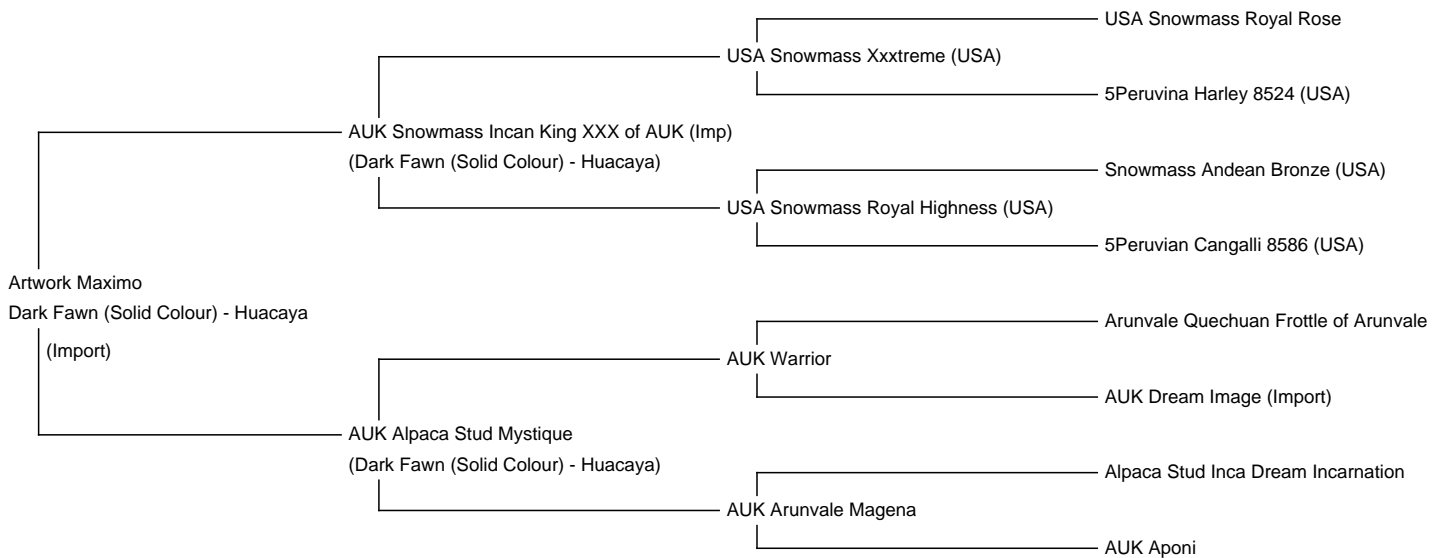 USA Snowmass Royal Rose
USA Snowmass Xxxtreme (USA)
5Peruvina Harley 8524 (USA)
AUK Snowmass Incan King XXX of AUK (Imp)
(Dark Fawn (Solid Colour) - Huacaya)
Snowmass Andean Bronze (USA)
USA Snowmass Royal Highness (USA)
5Peruvian Cangalli 8586 (USA)
Artwork Maximo
Dark Fawn (Solid Colour) - Huacaya
(Import)
Arunvale Quechuan Frottle of Arunvale
AUK Warrior
AUK Dream Image (Import)
AUK Alpaca Stud Mystique
(Dark Fawn (Solid Colour) - Huacaya)
Alpaca Stud Inca Dream Incarnation
AUK Arunvale Magena
AUK Aponi